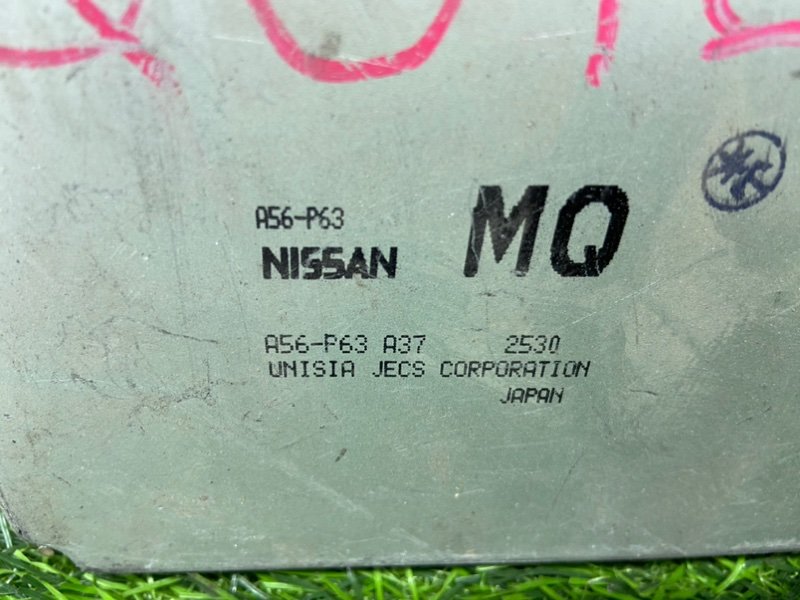 A56-P63
NISSAN MQ
A56-P63 A37 2530
UNISIA JECS CORPORATION
JAPAN